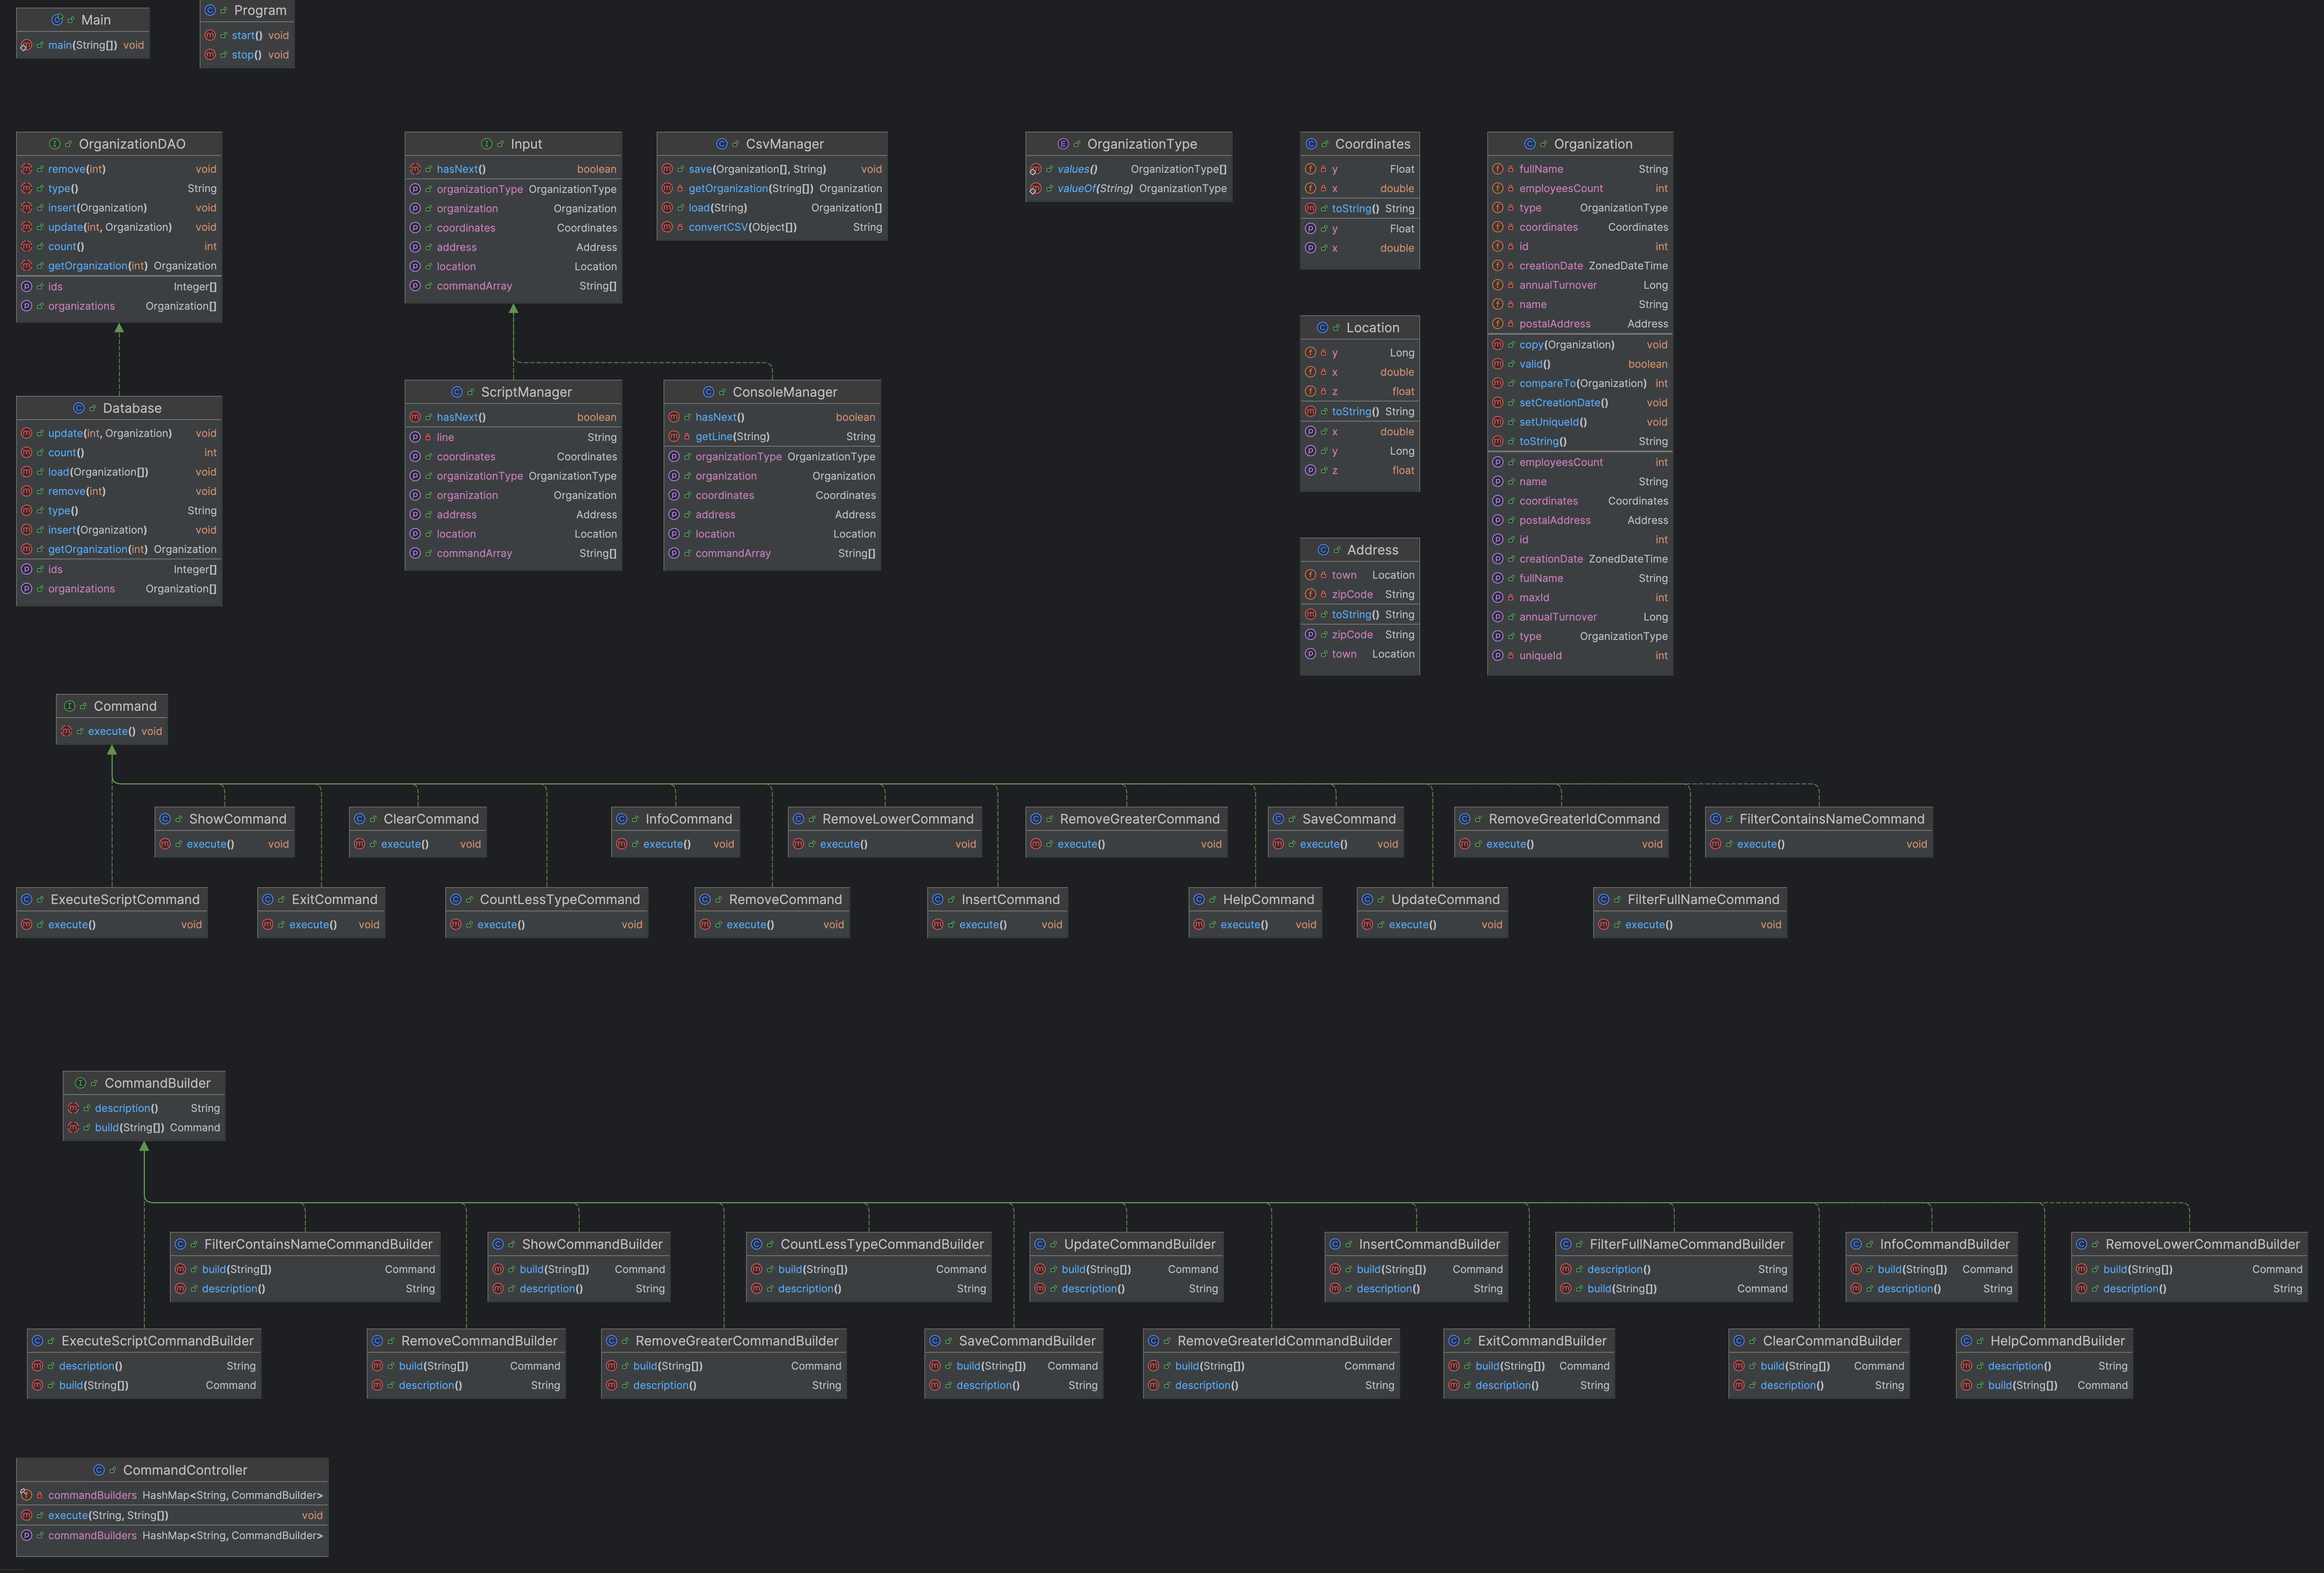 Main
main(String[]) void
Program
start() void
stop() void
OrganizationDAO
remove(int) void
type() String
insert(Organization) void
update(int, Organization) void
count() int
getOrganization(int) Organization
ids Integer[]
organizations Organization[]
Input
hasNext() boolean
organizationType OrganizationType
organization Organization
coordinates Coordinates
address Address
location Location
commandArray String[]
CsvManager
save(Organization[], String) void
getOrganization(String[]) Organization
load(String) Organization[]
convertCSV(Object[]) String
OrganizationType
values() OrganizationType[]
valueOf(String) OrganizationType
Coordinates
y Float
x double
toString() String
y Float
x double
Organization
fullName String
employeesCount int
type OrganizationType
coordinates Coordinates
id int
creationDate ZonedDateTime
annualTurnover Long
name String
postalAddress Address
copy(Organization) void
valid() boolean
compareTo(Organization) int
setCreationDate() void
setUniqueId() void
toString() String
employeesCount int
name String
coordinates Coordinates
postalAddress Address
id int
creationDate ZonedDateTime
fullName String
maxId int
annualTurnover Long
type OrganizationType
uniqueId int
Location
y Long
x double
z float
toString() String
x double
y Long
z float
Database
update(int, Organization) void
count() int
load(Organization[]) void
remove(int) void
type() String
insert(Organization) void
getOrganization(int) Organization
ids Integer[]
organizations Organization[]
ScriptManager
hasNext() boolean
line String
coordinates Coordinates
organizationType OrganizationType
organization Organization
address Address
location Location
commandArray String[]
ConsoleManager
hasNext() boolean
getLine(String) String
organizationType OrganizationType
organization Organization
coordinates Coordinates
address Address
location Location
commandArray String[]
Address
town Location
zipCode String
toString() String
zipCode String
town Location
Command
execute() void
ShowCommand
execute() void
ClearCommand
execute() void
InfoCommand
execute() void
RemoveLowerCommand
execute() void
RemoveGreaterCommand
execute() void
SaveCommand
execute() void
RemoveGreaterIdCommand
execute() void
FilterContainsNameCommand
execute() void
ExecuteScriptCommand
execute() void
ExitCommand
execute() void
CountLessTypeCommand
execute() void
RemoveCommand
execute() void
InsertCommand
execute() void
HelpCommand
execute() void
UpdateCommand
execute() void
FilterFullNameCommand
execute() void
CommandBuilder
description() String
build(String[]) Command
FilterContainsNameCommandBuilder
build(String[]) Command
description() String
ShowCommandBuilder
build(String[]) Command
description() String
CountLessTypeCommandBuilder
build(String[]) Command
description() String
UpdateCommandBuilder
build(String[]) Command
description() String
InsertCommandBuilder
build(String[]) Command
description() String
FilterFullNameCommandBuilder
description() String
build(String[]) Command
InfoCommandBuilder
build(String[]) Command
description() String
RemoveLowerCommandBuilder
build(String[]) Command
description() String
ExecuteScriptCommandBuilder
description() String
build(String[]) Command
RemoveCommandBuilder
build(String[]) Command
description() String
RemoveGreaterCommandBuilder
build(String[]) Command
description() String
SaveCommandBuilder
build(String[]) Command
description() String
RemoveGreaterIdCommandBuilder
build(String[]) Command
description() String
ExitCommandBuilder
build(String[]) Command
description() String
ClearCommandBuilder
build(String[]) Command
description() String
HelpCommandBuilder
description() String
build(String[]) Command
CommandController
commandBuilders HashMap<String, CommandBuilder>
execute(String, String[]) void
commandBuilders HashMap<String, CommandBuilder>